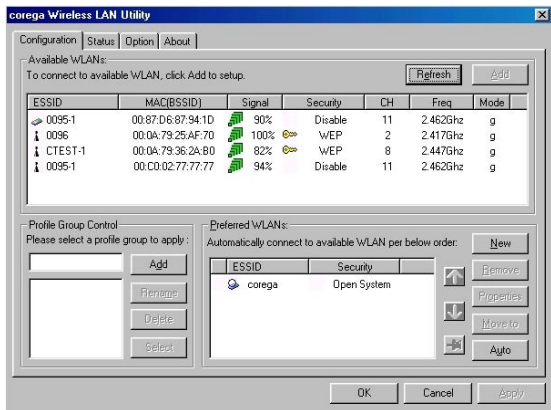 corega Wireless LAN Utility
Configuration Status Option About
Available WLANs:
To connect to available WLAN, click Add to setup.
Refresh Add
ESSID MAC(BSSID) Signal Security CH Freq Mode
0095-1 00:87:D6:87:94:1D 90% Disable 11 2.462Ghz g
0096 00:0A:79:25:AF:70 100% WEP 2 2.417Ghz g
CTEST-1 00:0A:79:36:2A:B0 82% WEP 8 2.447Ghz g
0095-1 00:C0:02:77:77:77 94% Disable 11 2.462Ghz g
Profile Group Control
Please select a profile group to apply :
Add
Rename
Delete
Select
Preferred WLANs:
Automatically connect to available WLAN per below order:
ESSID Security
corega Open System
New
Remove
Properties
Move to
Auto
OK Cancel Apply